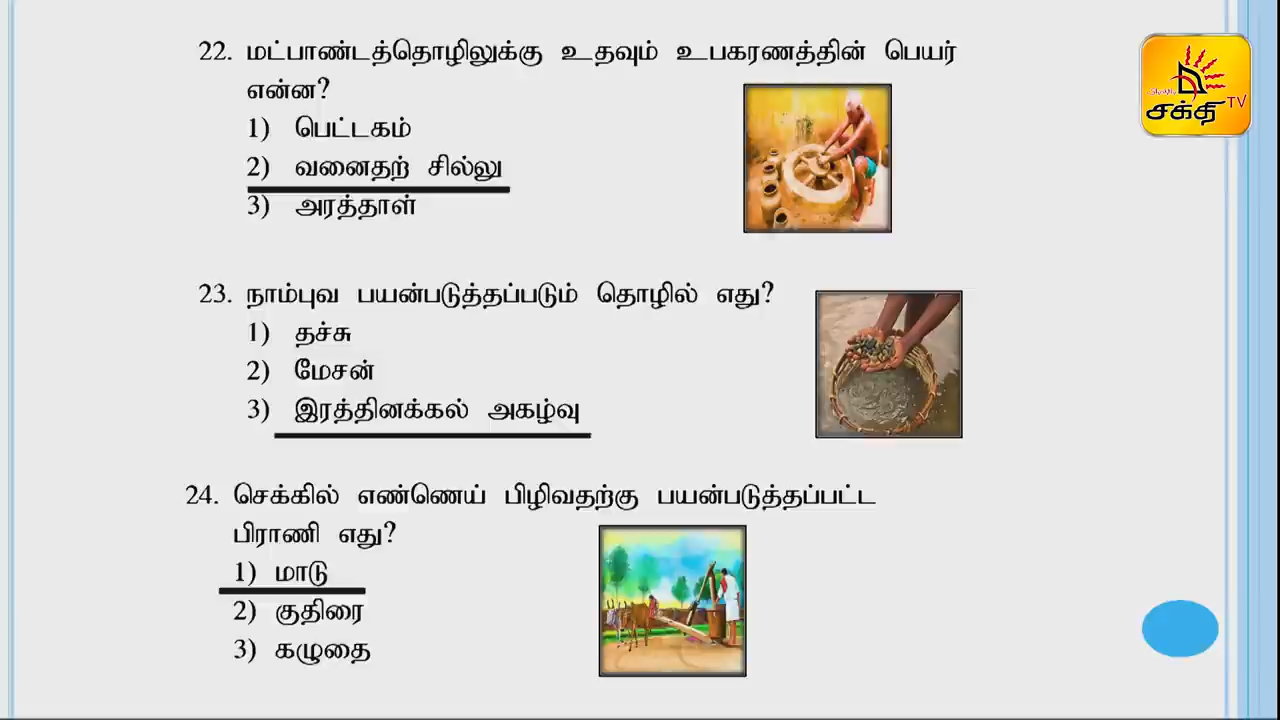 22. மட்பாண்டத்தொழிலுக்கு உதவும் உபகரணத்தின் பெயர்
என்ன?
1) பெட்டகம்
2) வனைதற் சில்லு
3) அரத்தாள்
23. நாம்புவ பயன்படுத்தப்படும் தொழில் எது?
1) தச்சு
2) மேசன்
3) இரத்தினக்கல் அகழ்வு
24. செக்கில் எண்ணெய் பிழிவதற்கு பயன்படுத்தப்பட்ட
பிராணி எது?
1) மாடு
2) குதிரை
3) கழுதை
சக்தி TV